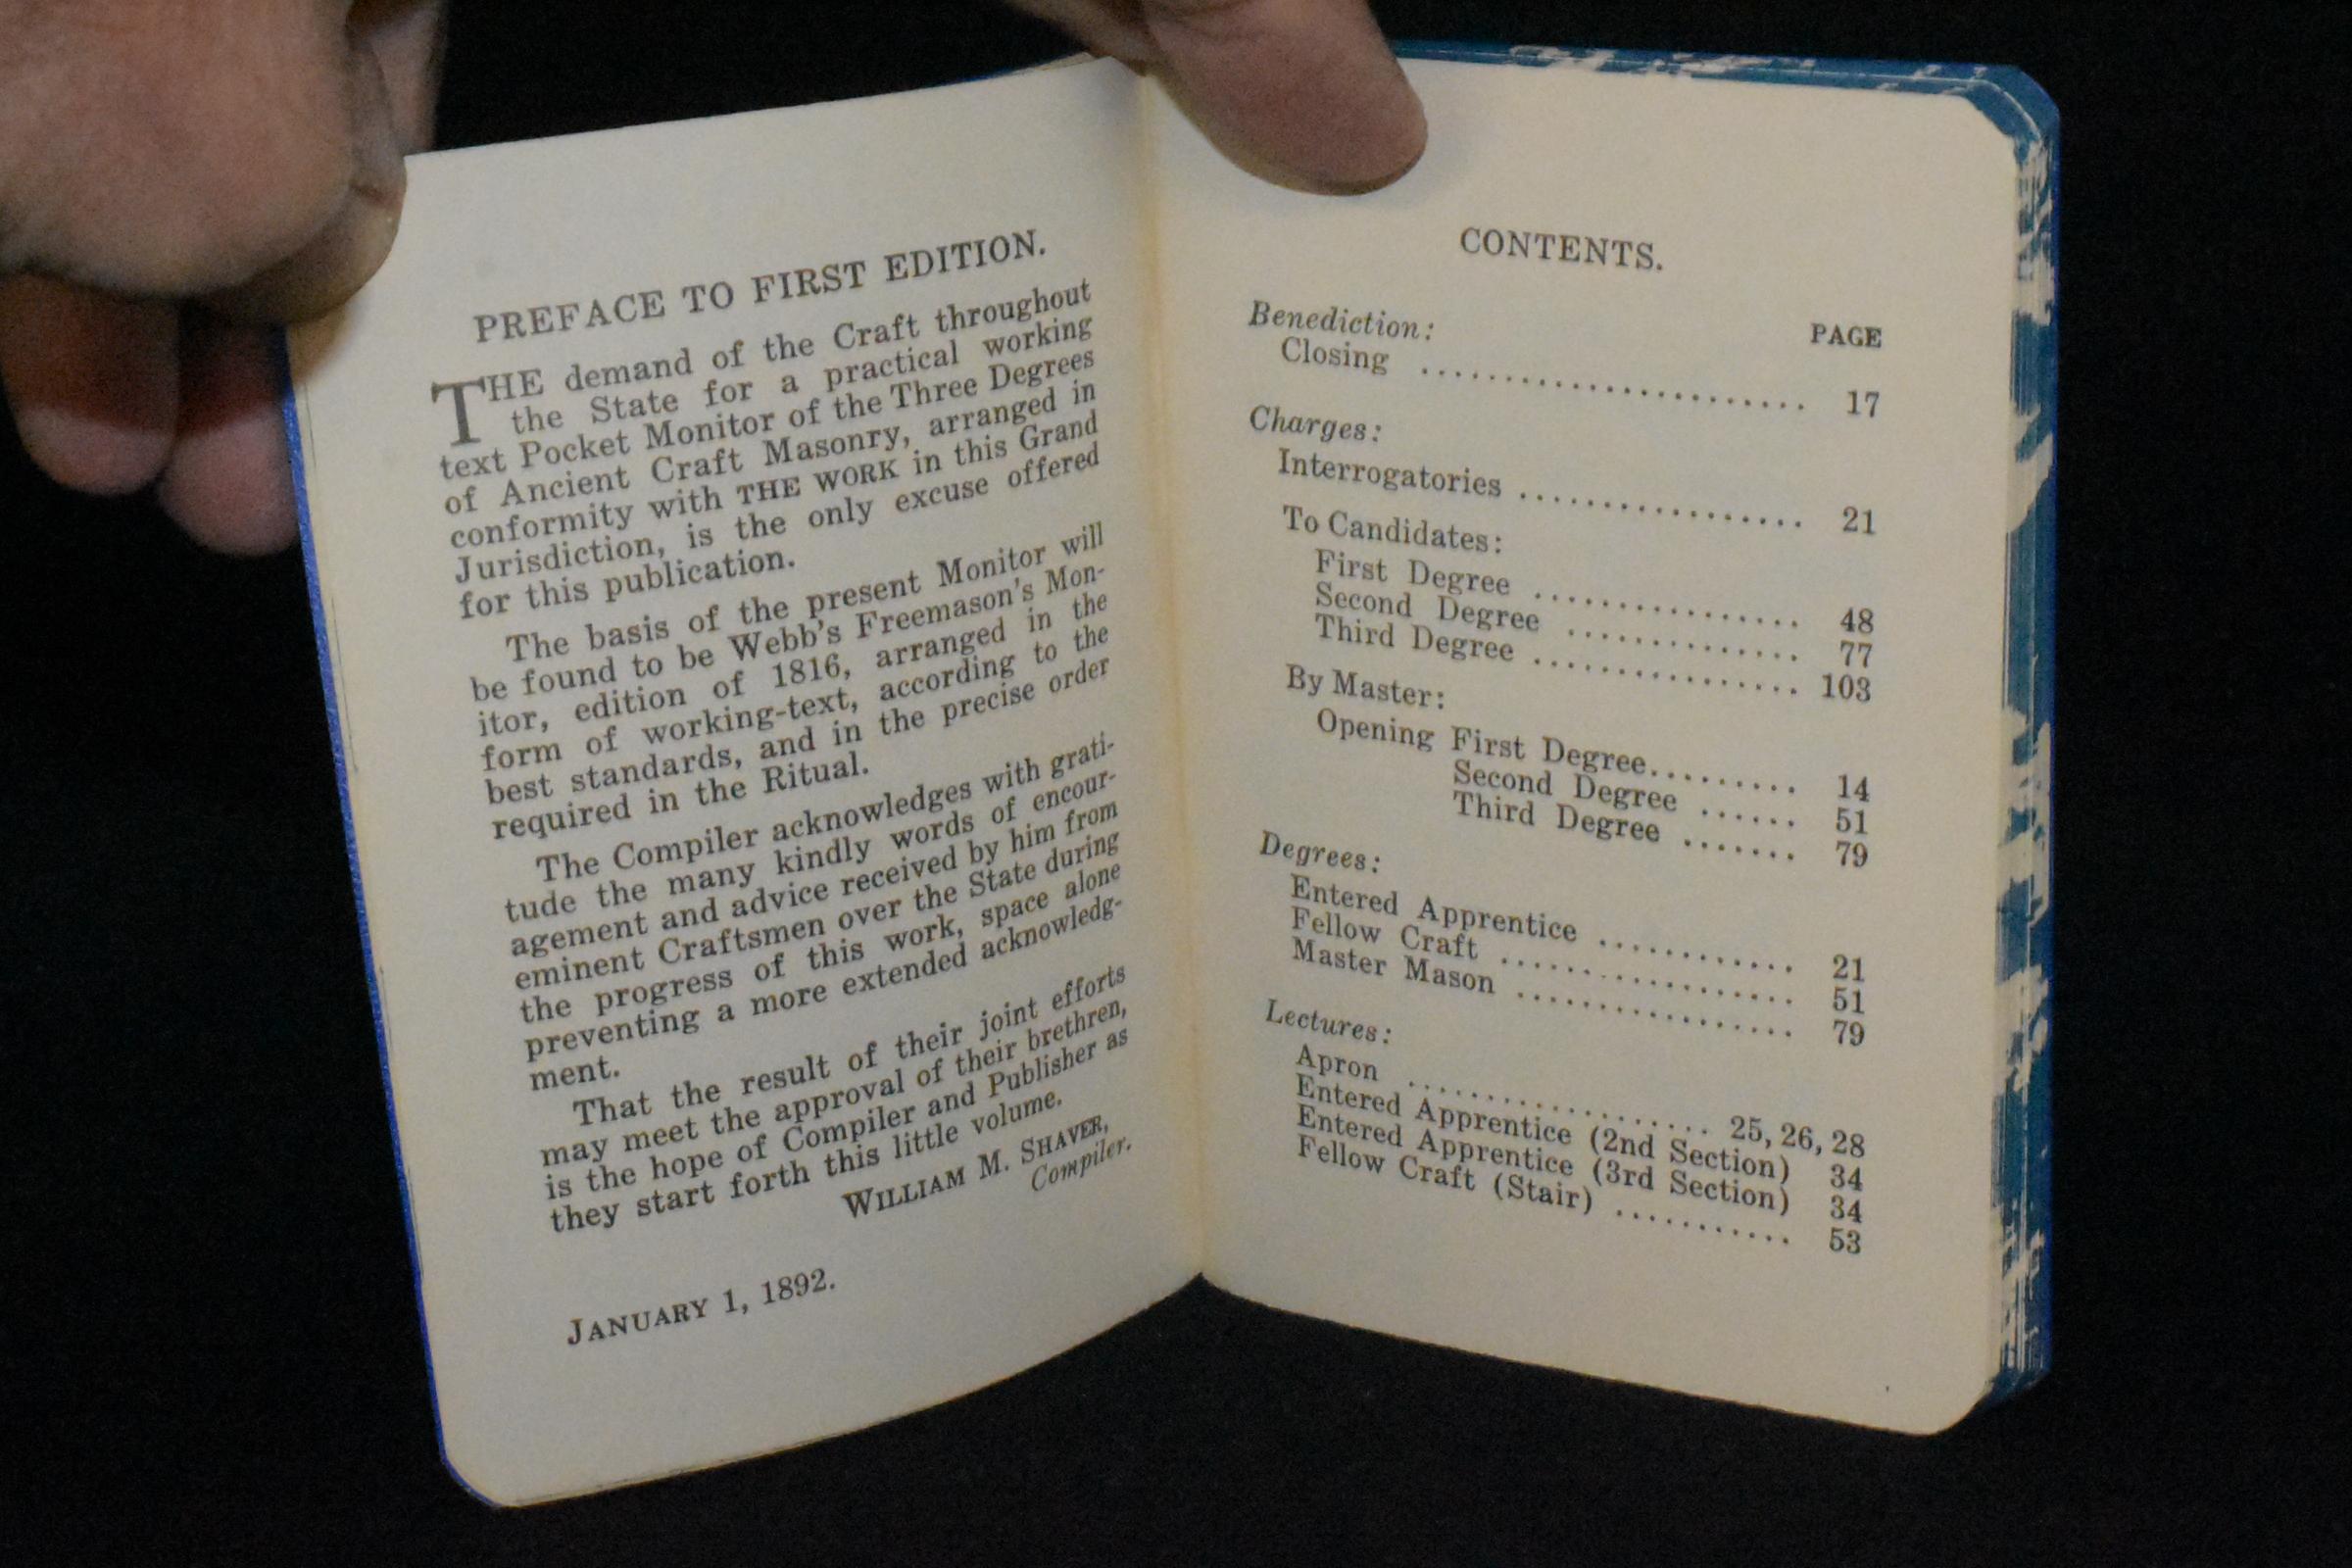 PREFACE TO FIRST EDITION.
THE demand of the Craft throughout
the State for a practical working
text Pocket Monitor of the Three Degrees
of Ancient Craft Masonry, arranged in
conformity with THE WORK in this Grand
Jurisdiction, is the only excuse offered
for this publication.
The basis of the present Monitor will
be found to be Webb's Freemason's Mon-
itor, edition of 1816, arranged in the
form of working-text, according to the
best standards, and in the precise order
required in the Ritual.
The Compiler acknowledges with grati-
tude the many kindly words of encour-
agement and advice received by him from
eminent Craftsmen over the State during
the progress of this work, space alone
preventing a more extended acknowledg-
ment.
That the result of their joint efforts
may meet the approval of their brethren,
is the hope of Compiler and Publisher as
they start forth this little volume.
WILLIAM M. SHAVER,
Compiler.
JANUARY 1, 1892.
CONTENTS.
Benediction: PAGE
Closing ........................ 17
Charges:
Interrogatories ................. 21
To Candidates:
First Degree ................ 48
Second Degree .............. 77
Third Degree ................ 103
By Master:
Opening First Degree......... 14
Second Degree ...... 51
Third Degree ....... 79
Degrees:
Entered Apprentice ............ 21
Fellow Craft .................. 51
Master Mason ................. 79
Lectures:
Apron ................... 25, 26, 28
Entered Apprentice (2nd Section) 34
Entered Apprentice (3rd Section) 34
Fellow Craft (Stair) ........... 53